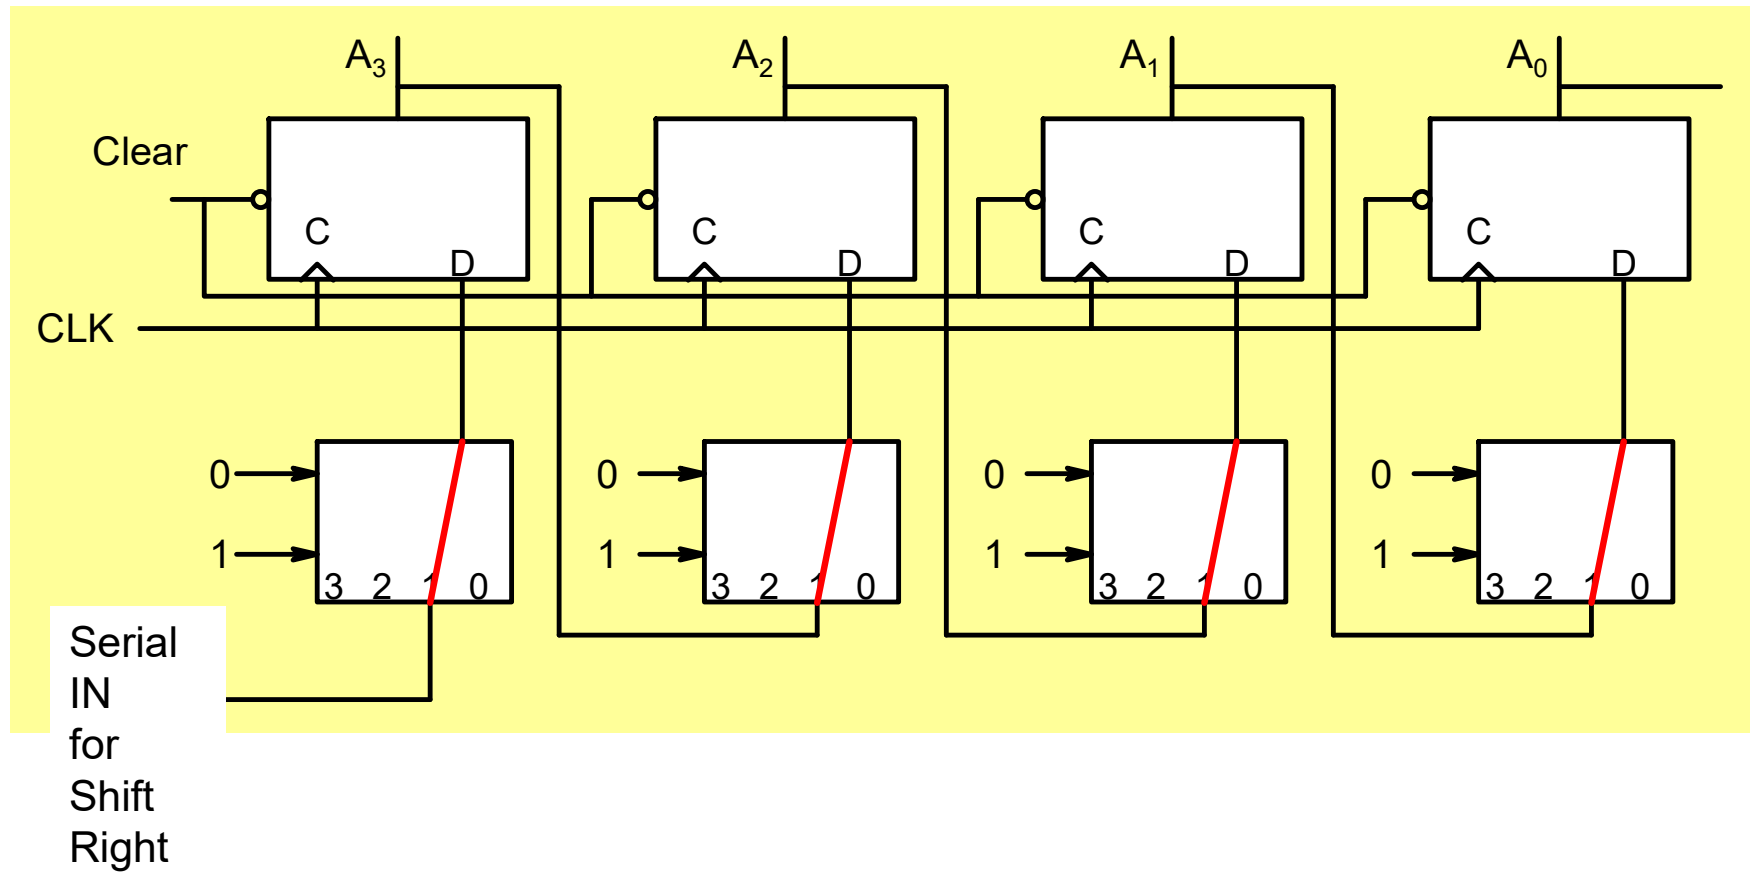 A3 A2 A1 A0
Clear
C C C C
D D D D
CLK
0 0 0 0
1 1 1 1
3 2 1 0 3 2 1 0 3 2 1 0 3 2 1 0
Serial
IN
for
Shift
Right